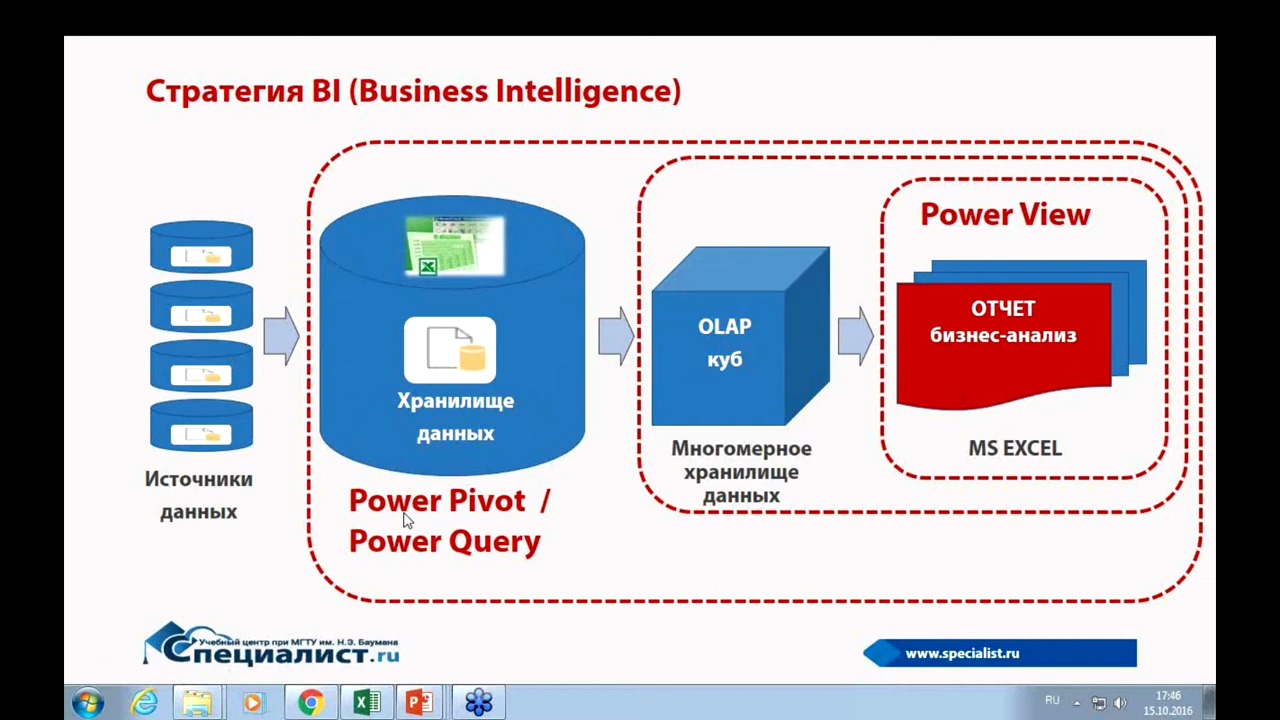 Стратегия BI (Business Intelligence)
Power View
ОТЧЕТ
бизнес-анализ
OLAP
куб
Хранилище
данных
MS EXCEL
Многомерное
хранилище
данных
Источники
данных
Power Pivot /
Power Query
Учебный центр при МГТУ им. Н.Э. Баумана
Специалист.ru
www.specialist.ru
RU
17:46
15.10.2016